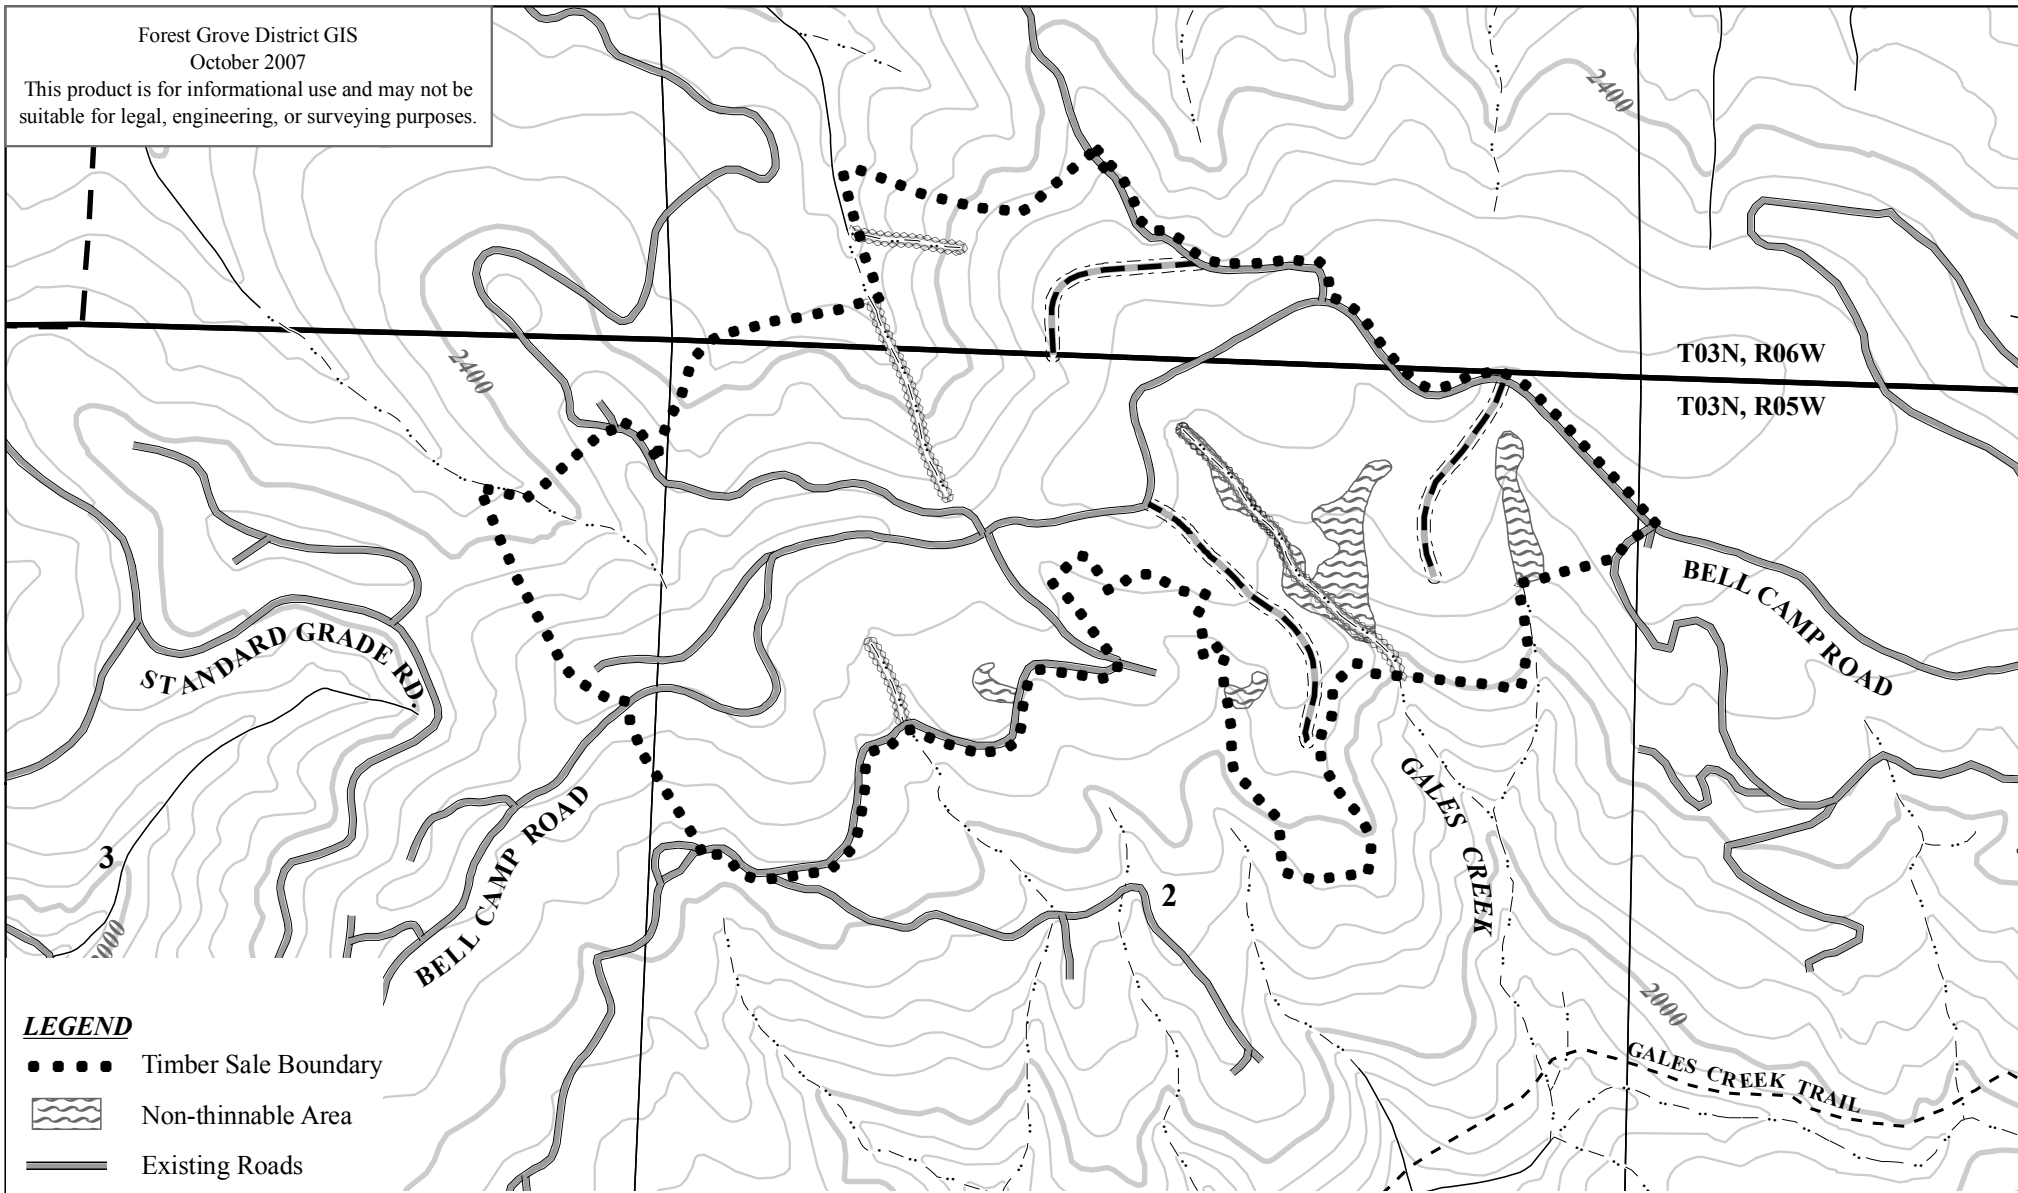 Forest Grove District GIS
October 2007
This product is for informational use and may not be
suitable for legal, engineering, or surveying purposes.
2400
2400
T03N, R06W
T03N, R05W
BELL CAMP ROAD
STANDARD GRADE RD.
GALES CREEK
BELL CAMP ROAD
3
2
2000
GALES CREEK TRAIL
LEGEND
Timber Sale Boundary
Non-thinnable Area
Existing Roads